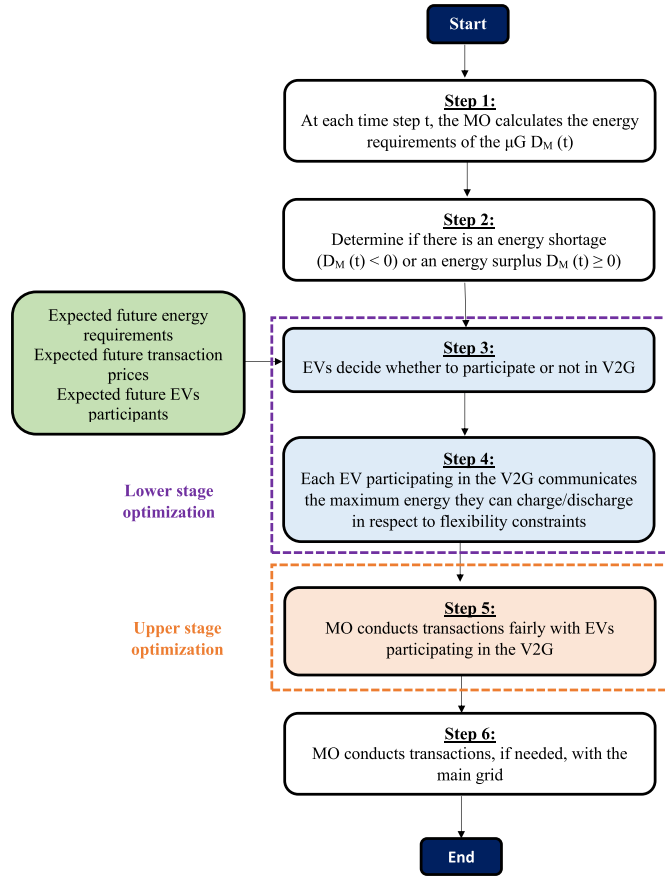 Start
Step 1:
At each time step t, the MO calculates the energy
requirements of the μG D_M (t)
Step 2:
Determine if there is an energy shortage
(D_M (t) < 0) or an energy surplus D_M (t) ≥ 0)
Expected future energy
requirements
Expected future transaction
prices
Expected future EVs
participants
Step 3:
EVs decide whether to participate or not in V2G
Step 4:
Each EV participating in the V2G communicates
the maximum energy they can charge/discharge
in respect to flexibility constraints
Lower stage
optimization
Step 5:
MO conducts transactions fairly with EVs
participating in the V2G
Upper stage
optimization
Step 6:
MO conducts transactions, if needed, with the
main grid
End